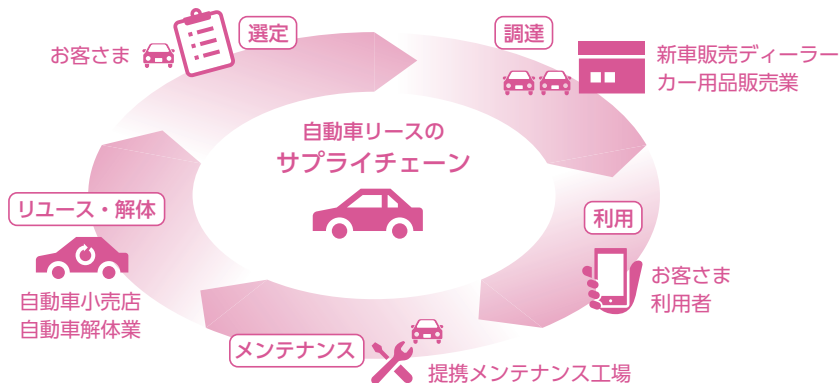 選定
お客さま
調達
新車販売ディーラー
カー用品販売業
自動車リースの
サプライチェーン
リユース・解体
自動車小売店
自動車解体業
利用
お客さま
利用者
メンテナンス
提携メンテナンス工場